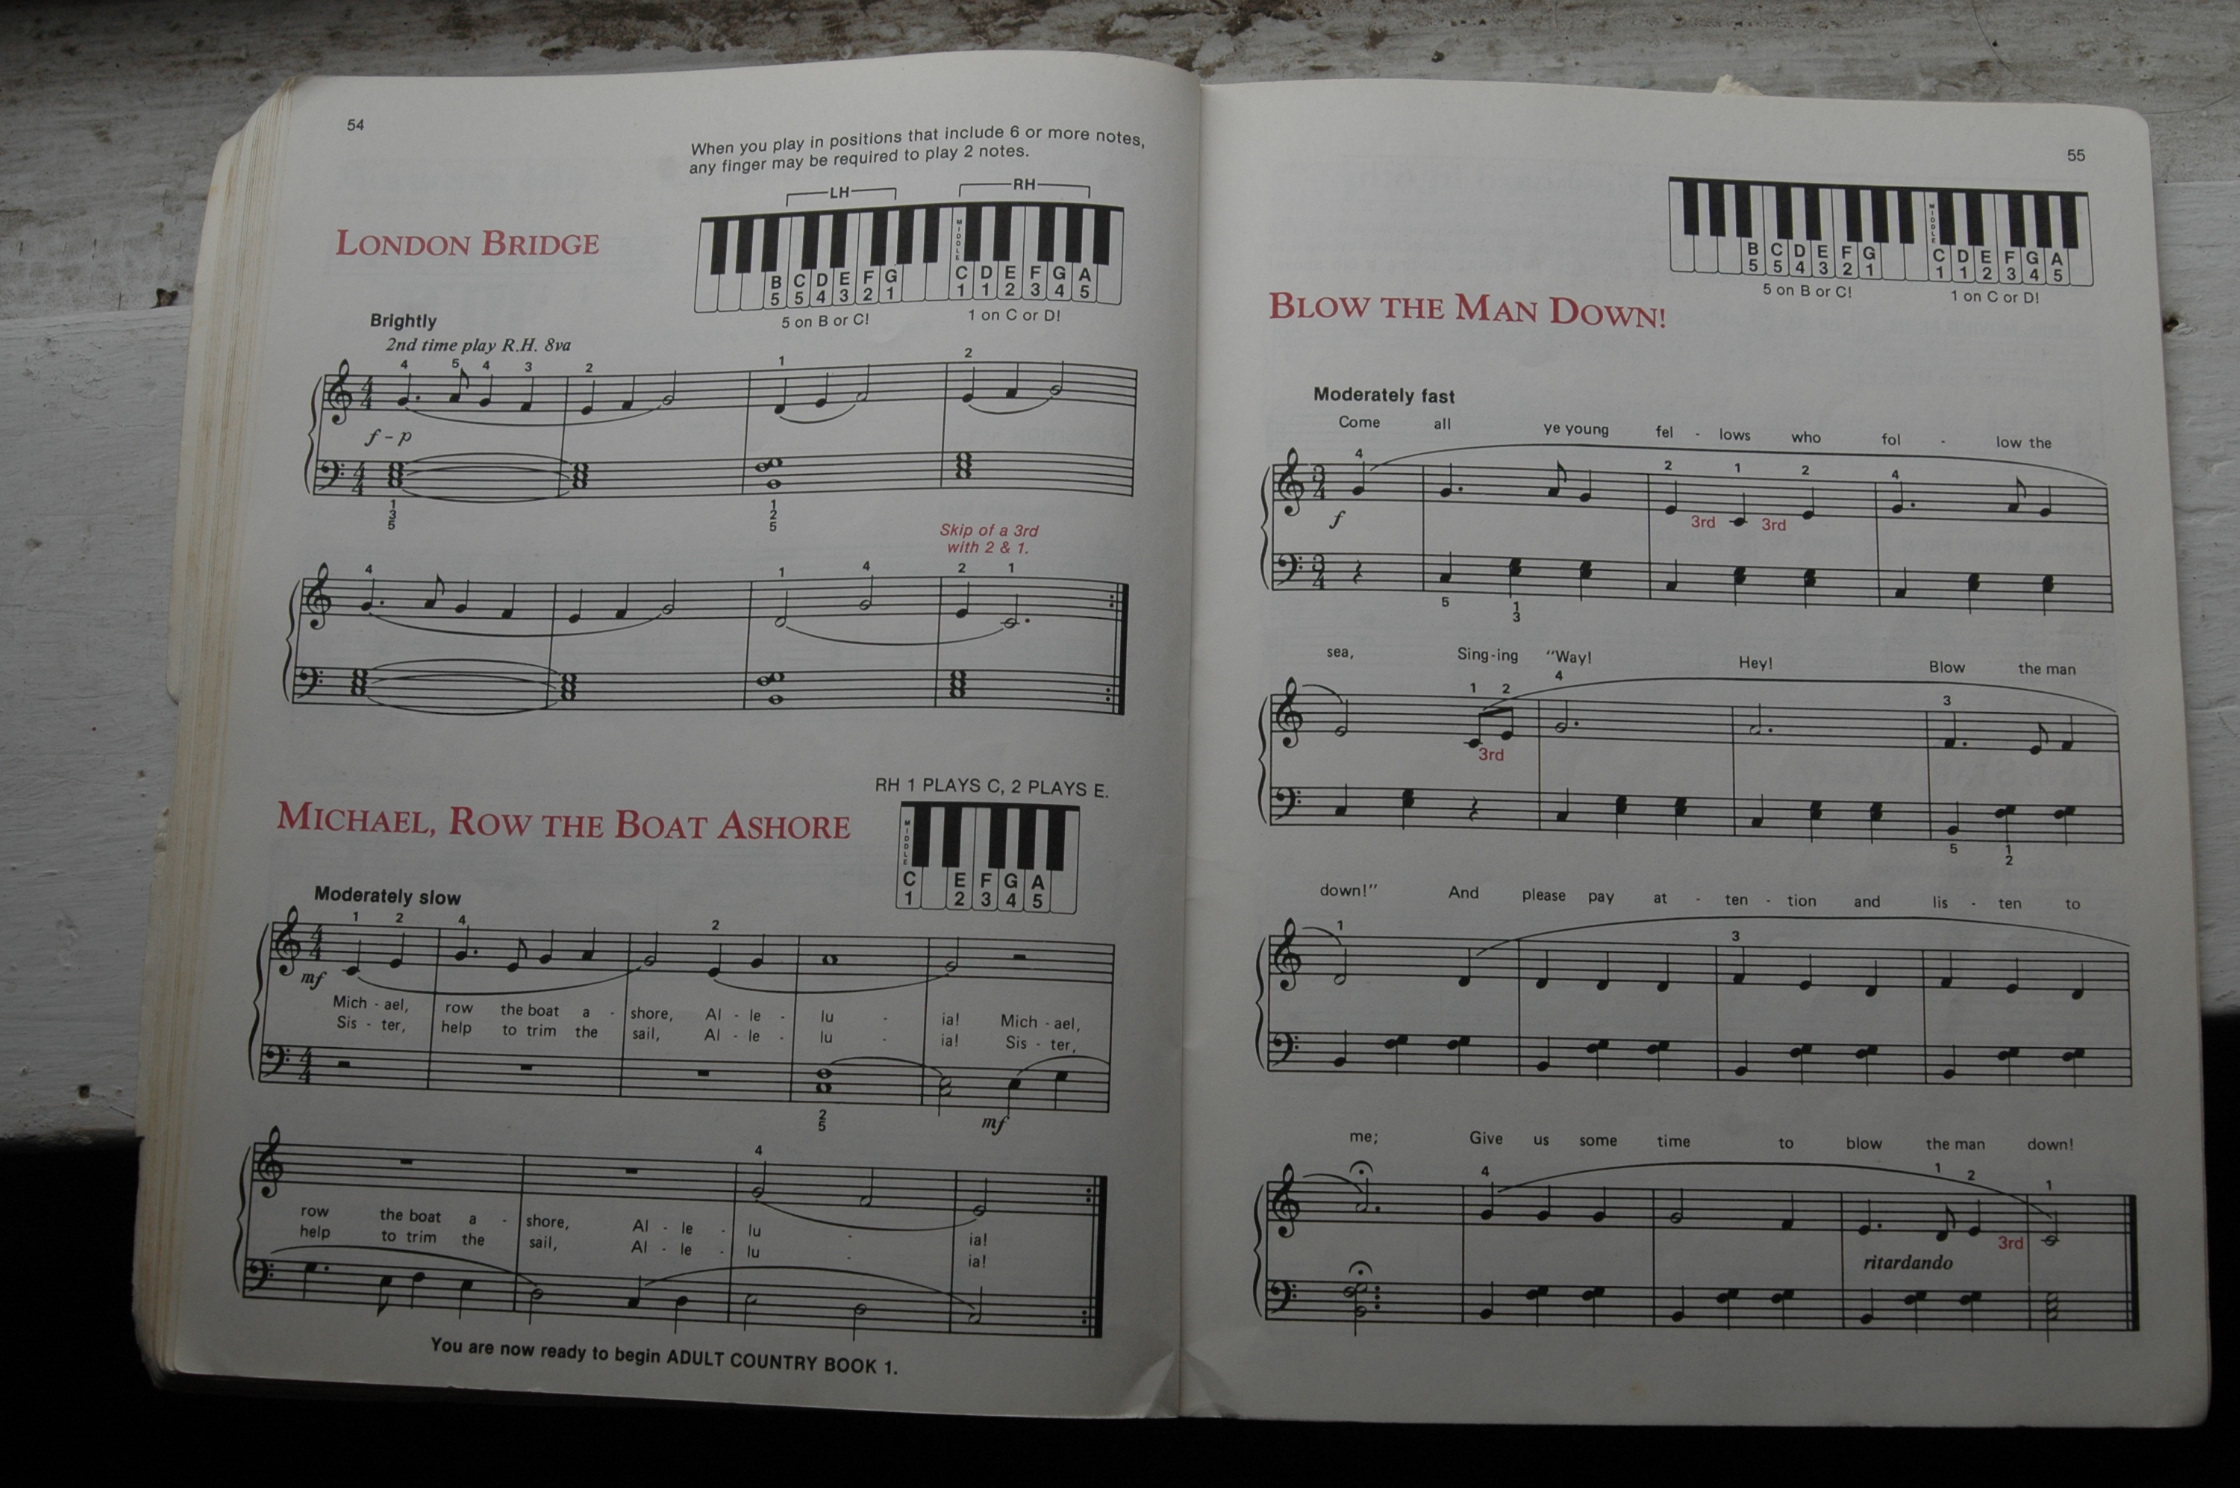 54
When you play in positions that include 6 or more notes,
any finger may be required to play 2 notes.
LH RH
LONDON BRIDGE
MIDDLE
B C D E F G C D E F G A
5 5 4 3 2 1 1 1 2 3 4 5
5 on B or C! 1 on C or D!
Brightly
2nd time play R.H. 8va
4 5 4 3 2 1 2
4
4
f - p
4
4
1
3
5
1
2
5
Skip of a 3rd
with 2 & 1.
4 1 4 2 1
RH 1 PLAYS C, 2 PLAYS E.
MICHAEL, ROW THE BOAT ASHORE
MIDDLE
C E F G A
1 2 3 4 5
Moderately slow
1 2 4 2
4
4
mf
Mich - ael, row the boat a - shore, Al - le - lu - ia! Mich - ael,
Sis - ter, help to trim the sail, Al - le - lu - ia! Sis - ter,
4
4
2
5
mf
4
row the boat a - shore, Al - le - lu - ia!
help to trim the sail, Al - le - lu - ia!
You are now ready to begin ADULT COUNTRY BOOK 1.
55
MIDDLE
B C D E F G C D E F G A
5 5 4 3 2 1 1 1 2 3 4 5
5 on B or C! 1 on C or D!
BLOW THE MAN DOWN!
Moderately fast
Come all ye young fel - lows who fol - low the
4 2 1 2 4
3
4
f
3rd 3rd
3
4
5 1
3
sea, Sing-ing "Way! Hey! Blow the man
1 2 4 3
3rd
5 1
2
down!" And please pay at - ten - tion and lis - ten to
1 3
me; Give us some time to blow the man down!
4 1 2 1
3rd
ritardando